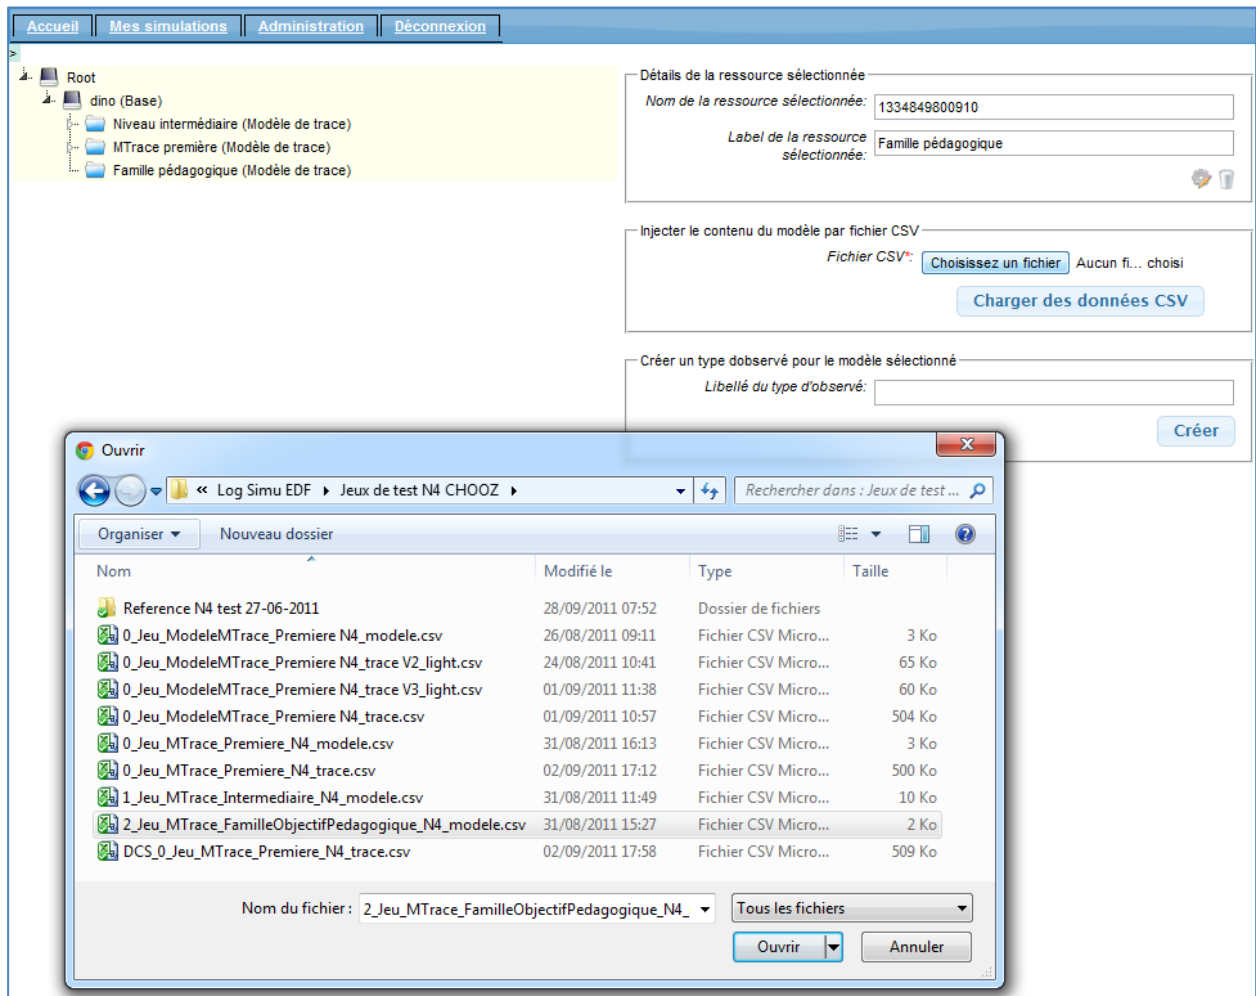 Accueil Mes simulations Administration Déconnexion
>
Root
dino (Base)
Niveau intermédiaire (Modèle de trace)
MTrace première (Modèle de trace)
Famille pédagogique (Modèle de trace)
Détails de la ressource sélectionnée
Nom de la ressource sélectionnée: 1334849800910
Label de la ressource
sélectionnée: Famille pédagogique
Injecter le contenu du modèle par fichier CSV
Fichier CSV*: Choisissez un fichier Aucun fi... choisi
Charger des données CSV
Créer un type dobservé pour le modèle sélectionné
Libellé du type d'observé:
Créer
Ouvrir
« Log Simu EDF Jeux de test N4 CHOOZ Rechercher dans : Jeux de test ...
Organiser Nouveau dossier
Nom Modifié le Type Taille
Reference N4 test 27-06-2011 28/09/2011 07:52 Dossier de fichiers
0_Jeu_ModeleMTrace_Premiere N4_modele.csv 26/08/2011 09:11 Fichier CSV Micro... 3 Ko
0_Jeu_ModeleMTrace_Premiere N4_trace V2_light.csv 24/08/2011 10:41 Fichier CSV Micro... 65 Ko
0_Jeu_ModeleMTrace_Premiere N4_trace V3_light.csv 01/09/2011 11:38 Fichier CSV Micro... 60 Ko
0_Jeu_ModeleMTrace_Premiere N4_trace.csv 01/09/2011 10:57 Fichier CSV Micro... 504 Ko
0_Jeu_MTrace_Premiere_N4_modele.csv 31/08/2011 16:13 Fichier CSV Micro... 3 Ko
0_Jeu_MTrace_Premiere_N4_trace.csv 02/09/2011 17:12 Fichier CSV Micro... 500 Ko
1_Jeu_MTrace_Intermediaire_N4_modele.csv 31/08/2011 11:49 Fichier CSV Micro... 10 Ko
2_Jeu_MTrace_FamilleObjectifPedagogique_N4_modele.csv 31/08/2011 15:27 Fichier CSV Micro... 2 Ko
DCS_0_Jeu_MTrace_Premiere_N4_trace.csv 02/09/2011 17:58 Fichier CSV Micro... 509 Ko
Nom du fichier : 2_Jeu_MTrace_FamilleObjectifPedagogique_N4_ Tous les fichiers
Ouvrir Annuler